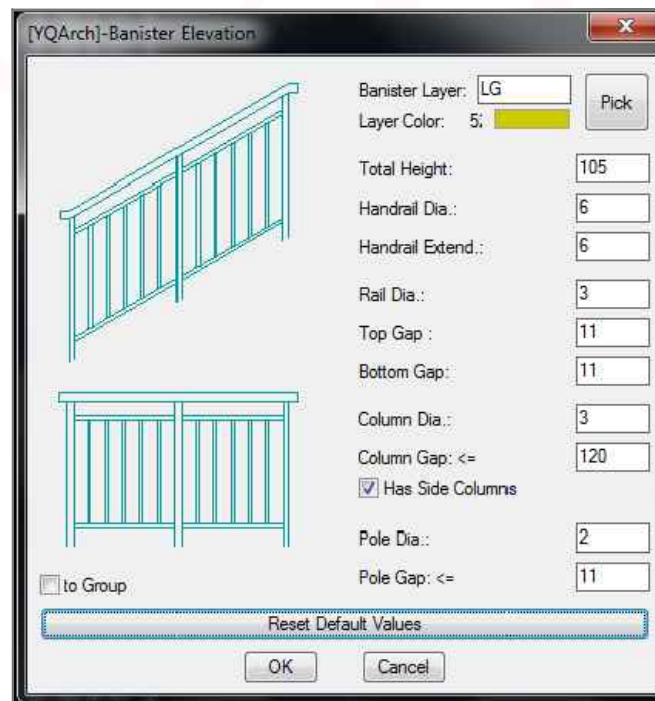 [YQArch]-Banister Elevation
Banister Layer: LG
Pick
Layer Color: 52
Total Height: 105
Handrail Dia.: 6
Handrail Extend.: 6
Rail Dia.: 3
Top Gap : 11
Bottom Gap: 11
Column Dia.: 3
Column Gap: <= 120
Has Side Columns
Pole Dia.: 2
Pole Gap: <= 11
to Group
Reset Default Values
OK Cancel